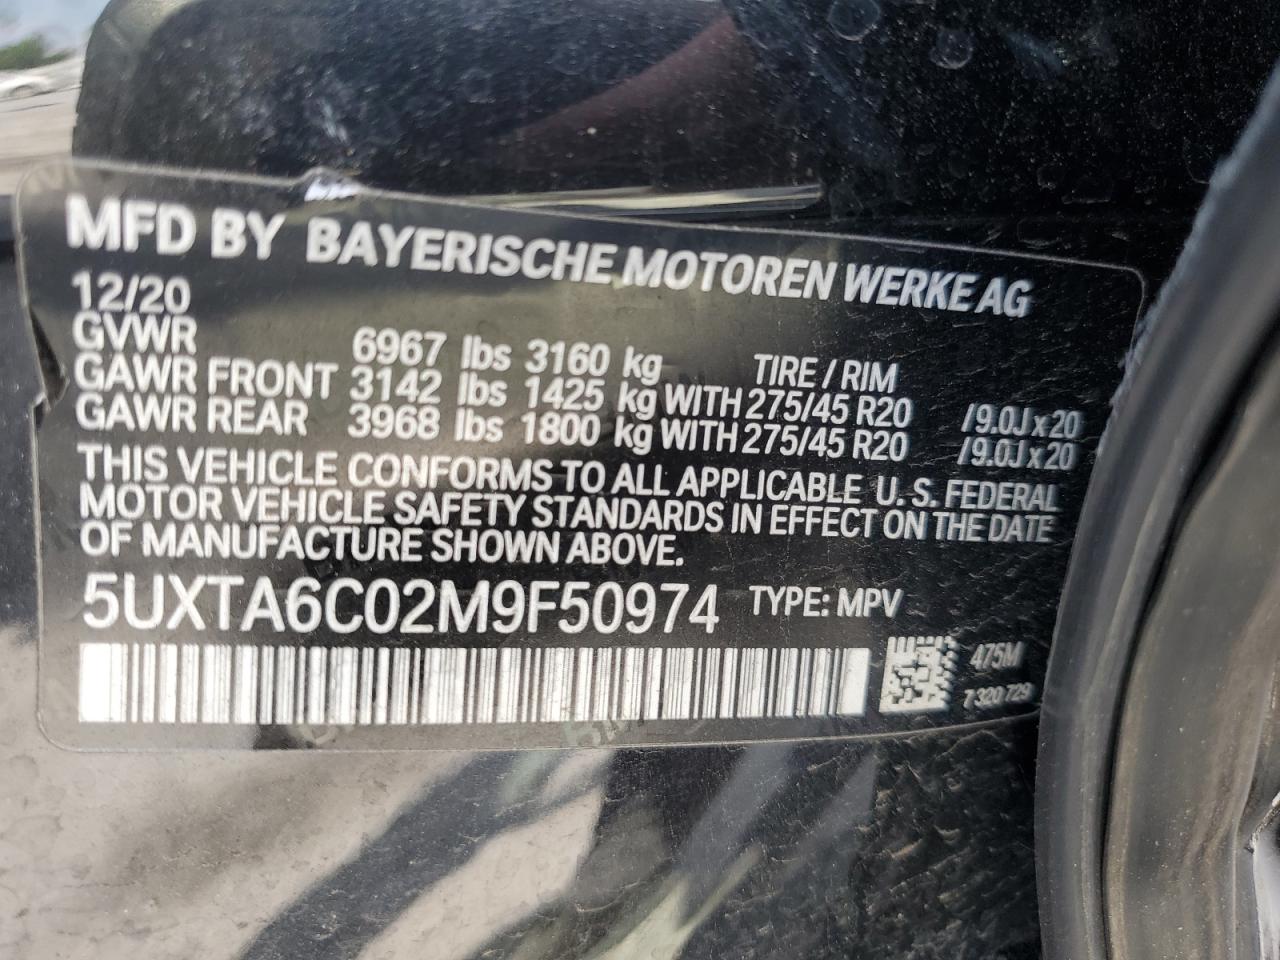 MFD BY BAYERISCHE MOTOREN WERKE AG
12/20
GVWR 6967 lbs 3160 kg TIRE / RIM
GAWR FRONT 3142 lbs 1425 kg WITH 275/45 R20 /9.0J x 20
GAWR REAR 3968 lbs 1800 kg WITH 275/45 R20 /9.0J x 20
THIS VEHICLE CONFORMS TO ALL APPLICABLE U. S. FEDERAL
MOTOR VEHICLE SAFETY STANDARDS IN EFFECT ON THE DATE
OF MANUFACTURE SHOWN ABOVE.
5UXTA6C02M9F50974 TYPE: MPV
475M
7 320 729